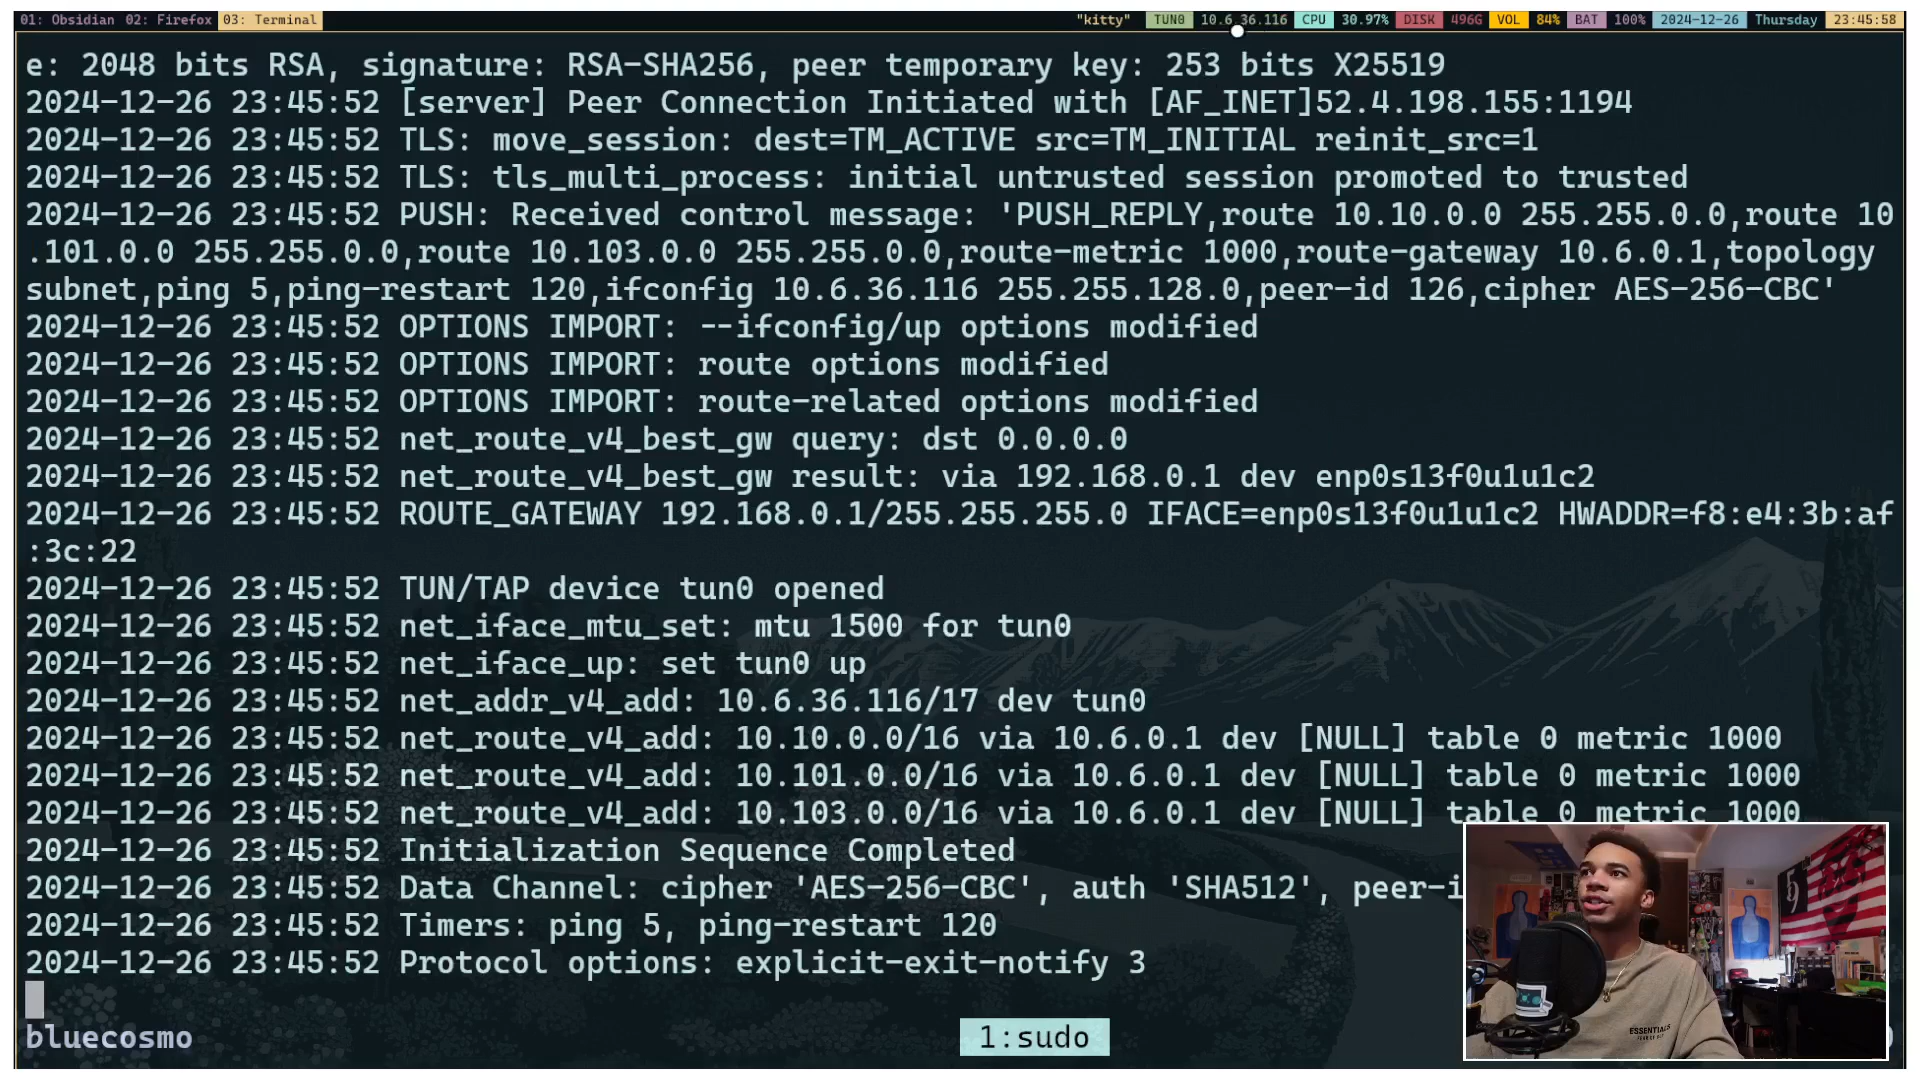 01: Obsidian 02: Firefox 03: Terminal "kitty" TUN0 10.6.36.116 CPU 30.97% DISK 496G VOL 84% BAT 100% 2024-12-26 Thursday 23:45:58
e: 2048 bits RSA, signature: RSA-SHA256, peer temporary key: 253 bits X25519
2024-12-26 23:45:52 [server] Peer Connection Initiated with [AF_INET]52.4.198.155:1194
2024-12-26 23:45:52 TLS: move_session: dest=TM_ACTIVE src=TM_INITIAL reinit_src=1
2024-12-26 23:45:52 TLS: tls_multi_process: initial untrusted session promoted to trusted
2024-12-26 23:45:52 PUSH: Received control message: 'PUSH_REPLY,route 10.10.0.0 255.255.0.0,route 10
.101.0.0 255.255.0.0,route 10.103.0.0 255.255.0.0,route-metric 1000,route-gateway 10.6.0.1,topology
subnet,ping 5,ping-restart 120,ifconfig 10.6.36.116 255.255.128.0,peer-id 126,cipher AES-256-CBC'
2024-12-26 23:45:52 OPTIONS IMPORT: --ifconfig/up options modified
2024-12-26 23:45:52 OPTIONS IMPORT: route options modified
2024-12-26 23:45:52 OPTIONS IMPORT: route-related options modified
2024-12-26 23:45:52 net_route_v4_best_gw query: dst 0.0.0.0
2024-12-26 23:45:52 net_route_v4_best_gw result: via 192.168.0.1 dev enp0s13f0u1u1c2
2024-12-26 23:45:52 ROUTE_GATEWAY 192.168.0.1/255.255.255.0 IFACE=enp0s13f0u1u1c2 HWADDR=f8:e4:3b:af
:3c:22
2024-12-26 23:45:52 TUN/TAP device tun0 opened
2024-12-26 23:45:52 net_iface_mtu_set: mtu 1500 for tun0
2024-12-26 23:45:52 net_iface_up: set tun0 up
2024-12-26 23:45:52 net_addr_v4_add: 10.6.36.116/17 dev tun0
2024-12-26 23:45:52 net_route_v4_add: 10.10.0.0/16 via 10.6.0.1 dev [NULL] table 0 metric 1000
2024-12-26 23:45:52 net_route_v4_add: 10.101.0.0/16 via 10.6.0.1 dev [NULL] table 0 metric 1000
2024-12-26 23:45:52 net_route_v4_add: 10.103.0.0/16 via 10.6.0.1 dev [NULL] table 0 metric 1000
2024-12-26 23:45:52 Initialization Sequence Completed
2024-12-26 23:45:52 Data Channel: cipher 'AES-256-CBC', auth 'SHA512', peer-i
2024-12-26 23:45:52 Timers: ping 5, ping-restart 120
2024-12-26 23:45:52 Protocol options: explicit-exit-notify 3
bluecosmo 1:sudo
ESSENTIALS